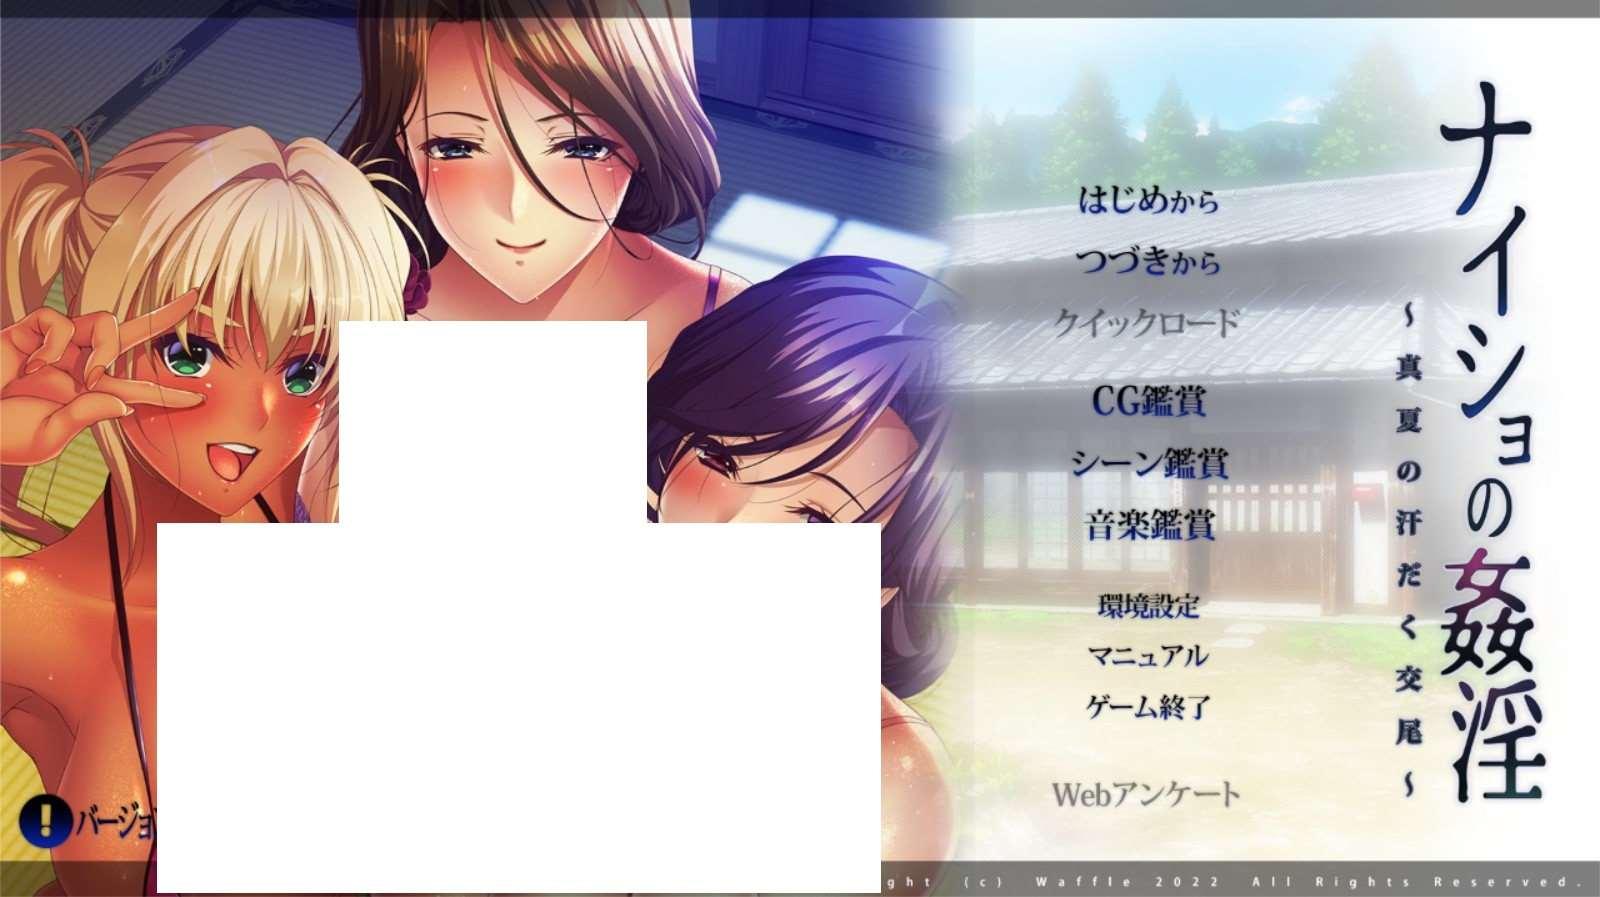 ナイショの姦淫
～真夏の汗だく交尾～
はじめから
つづきから
クイックロード
CG鑑賞
シーン鑑賞
音楽鑑賞
環境設定
マニュアル
ゲーム終了
Webアンケート
バージョ
ght (c) Waffle 2022 All Rights Reserved.